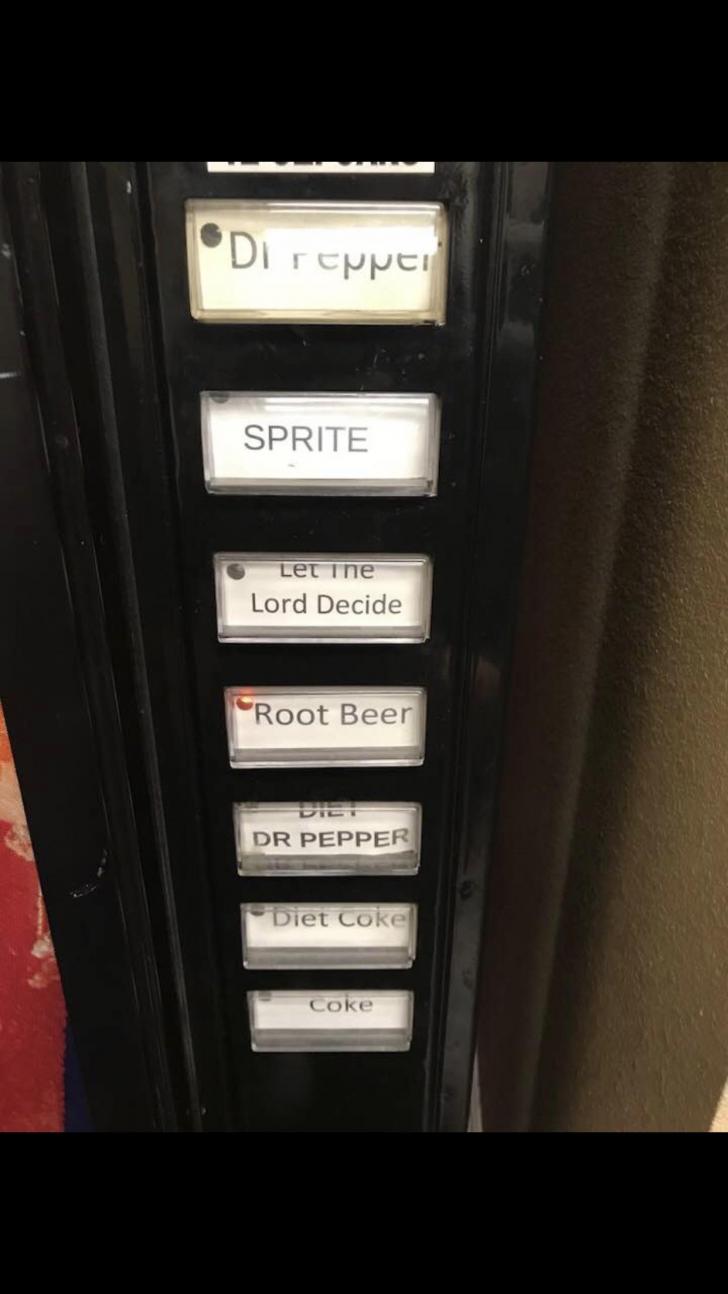 Dr Pepper
SPRITE
Let The
Lord Decide
Root Beer
DIET
DR PEPPER
Diet Coke
Coke